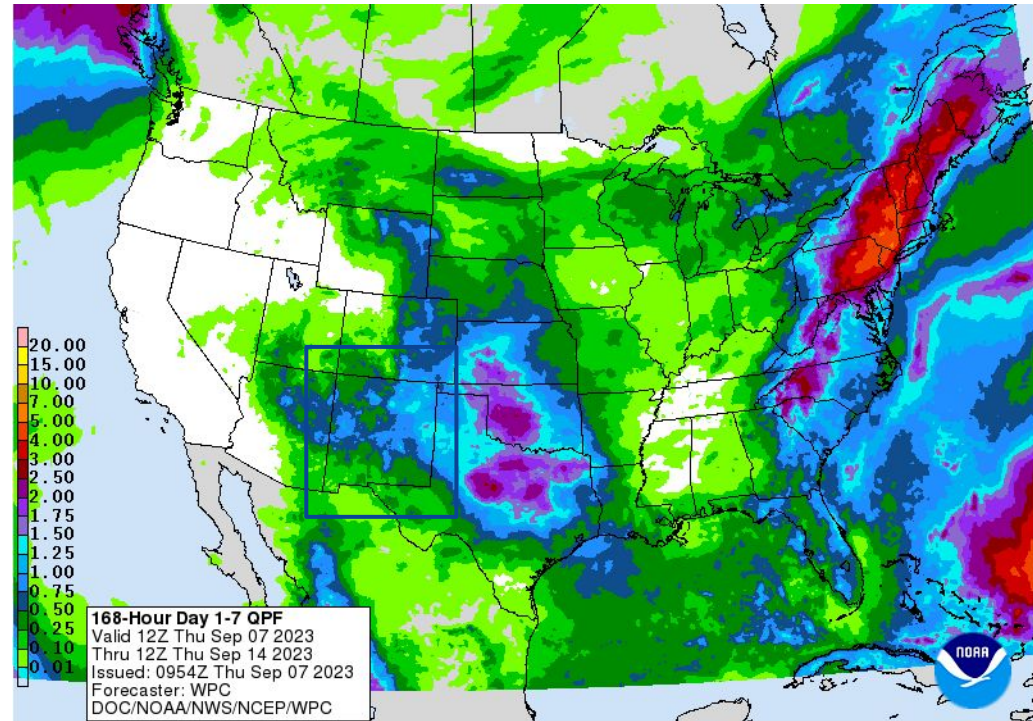 20.00
15.00
10.00
7.00
5.00
4.00
3.00
2.50
2.00
1.75
1.50
1.25
1.00
0.75
0.50
0.25
0.10
0.01
168-Hour Day 1-7 QPF
Valid 12Z Thu Sep 07 2023
Thru 12Z Thu Sep 14 2023
Issued: 0954Z Thu Sep 07 2023
Forecaster: WPC
DOC/NOAA/NWS/NCEP/WPC
NOAA